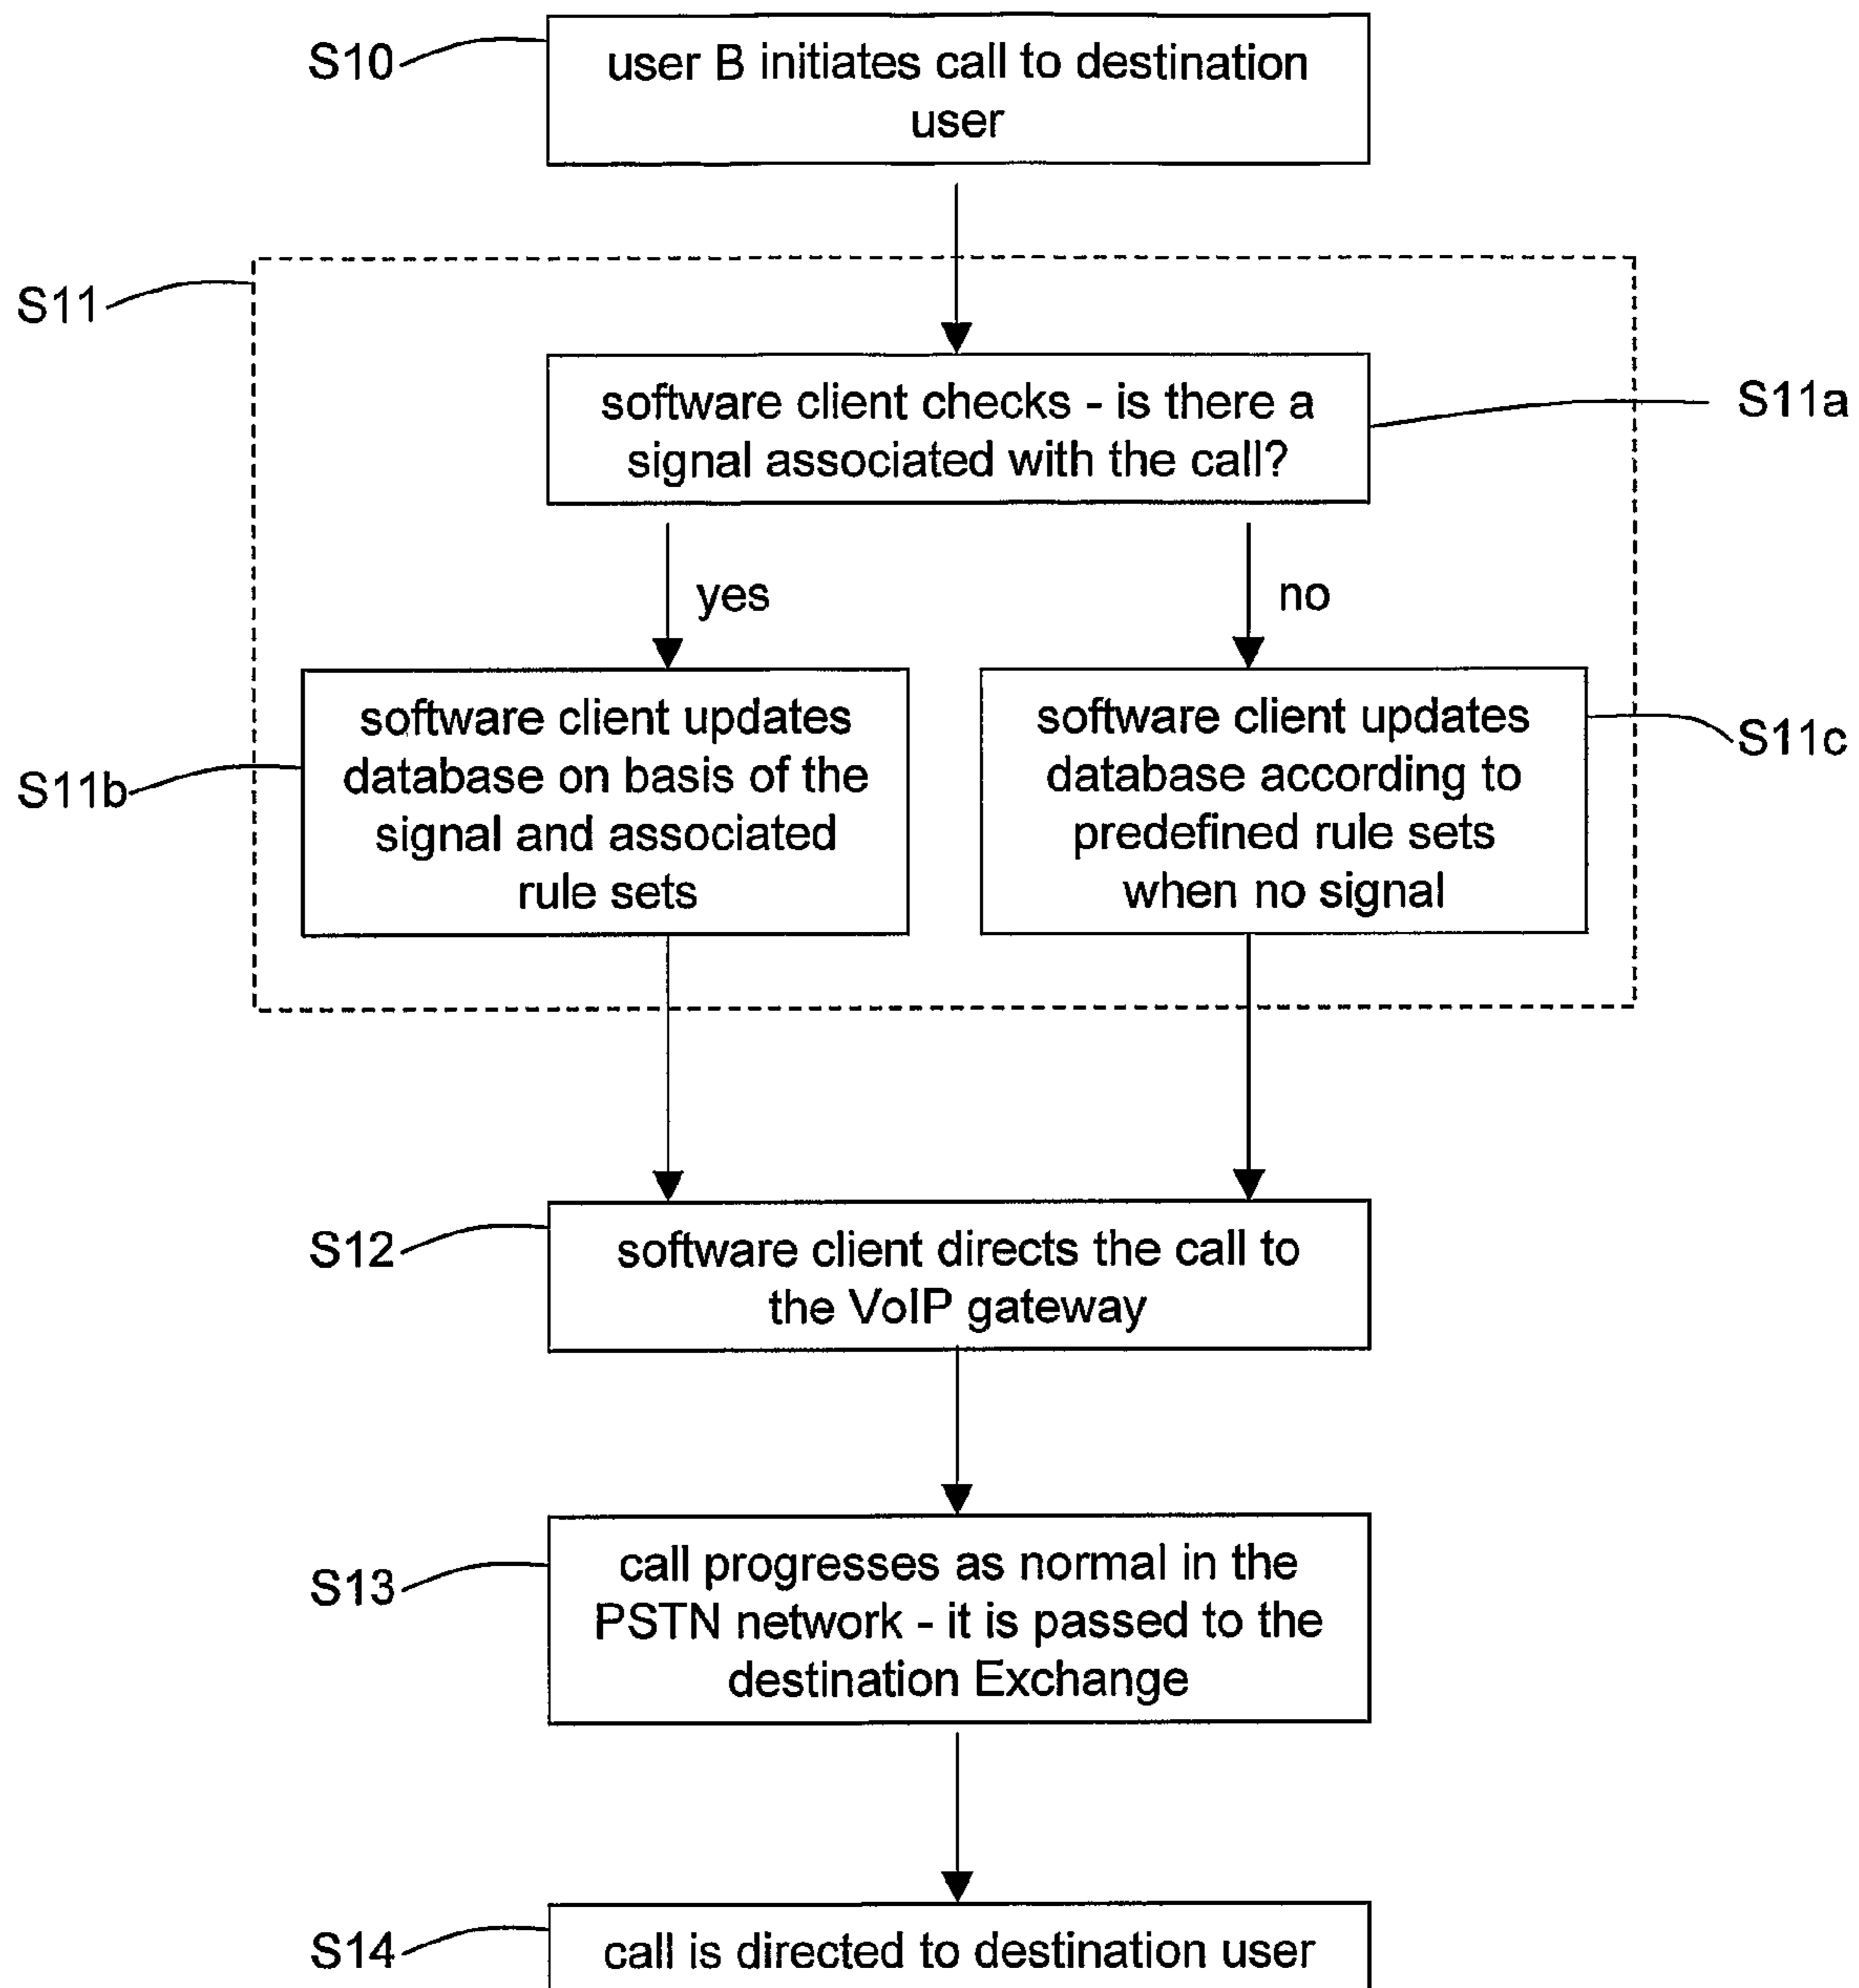 S10
user B initiates call to destination
user
S11
software client checks - is there a
signal associated with the call?
S11a
yes
no
software client updates
database on basis of the
signal and associated
rule sets
S11b
software client updates
database according to
predefined rule sets
when no signal
S11c
S12
software client directs the call to
the VoIP gateway
S13
call progresses as normal in the
PSTN network - it is passed to the
destination Exchange
S14
call is directed to destination user